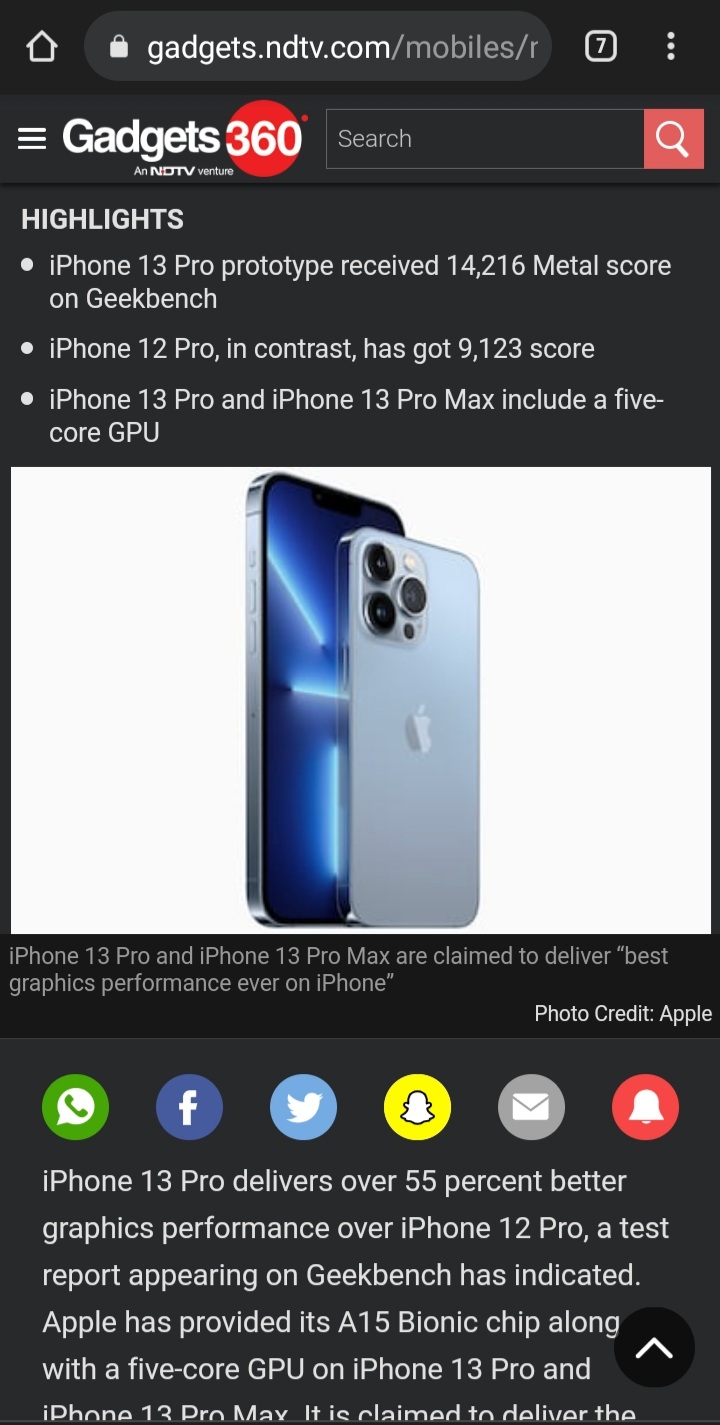 gadgets.ndtv.com/mobiles/r
7
Gadgets 360
An NDTV venture
Search
HIGHLIGHTS
iPhone 13 Pro prototype received 14,216 Metal score
on Geekbench
iPhone 12 Pro, in contrast, has got 9,123 score
iPhone 13 Pro and iPhone 13 Pro Max include a five-
core GPU
iPhone 13 Pro and iPhone 13 Pro Max are claimed to deliver “best
graphics performance ever on iPhone”
Photo Credit: Apple
iPhone 13 Pro delivers over 55 percent better
graphics performance over iPhone 12 Pro, a test
report appearing on Geekbench has indicated.
Apple has provided its A15 Bionic chip along
with a five-core GPU on iPhone 13 Pro and
iPhone 13 Pro Max. It is claimed to deliver the